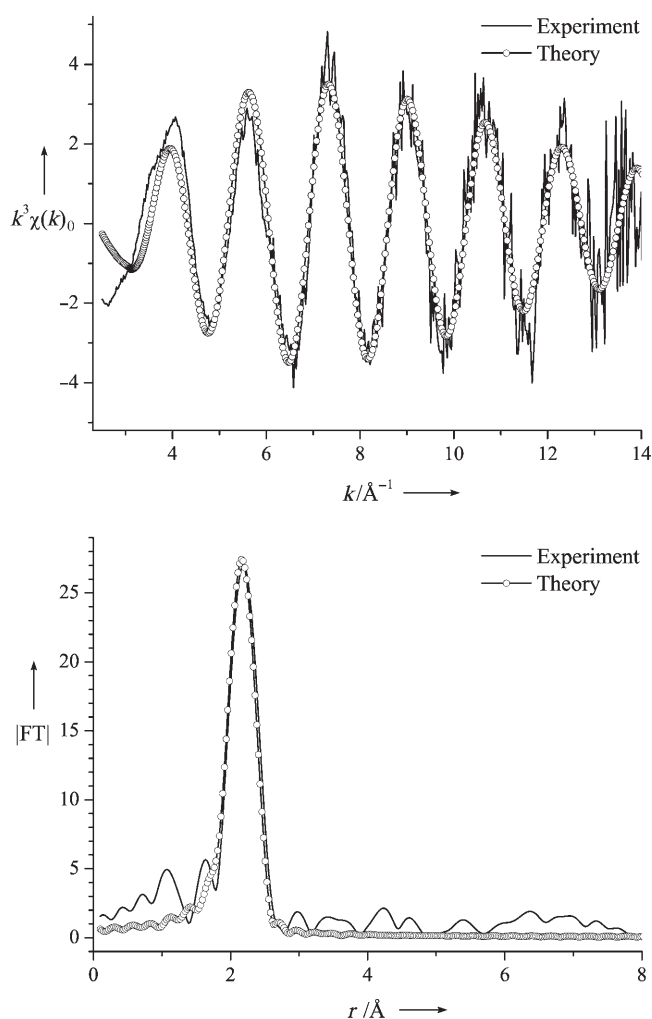 Experiment
Theory
4
2
0
−2
−4
k³χ(k)₀
4 6 8 10 12 14
k/Å⁻¹
Experiment
Theory
25
20
15
10
5
0
|FT|
0 2 4 6 8
r /Å